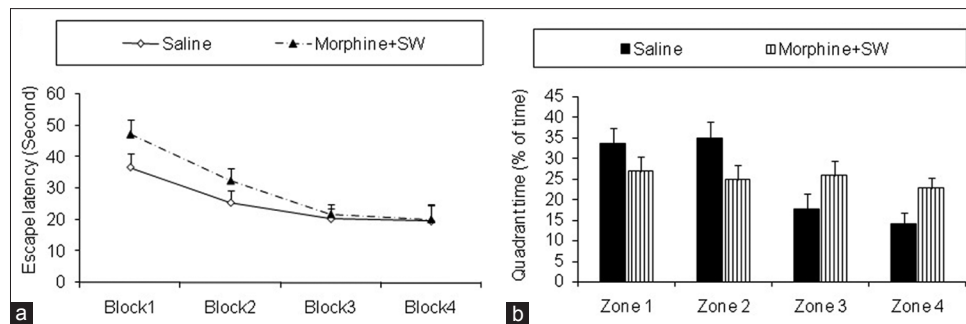 Saline
Morphine+SW
Escape latency (Second)
60
50
40
30
20
10
0
Block1
Block2
Block3
Block4
a
Saline
Morphine+SW
Quadrant time (% of time)
45
40
35
30
25
20
15
10
5
0
Zone 1
Zone 2
Zone 3
Zone 4
b